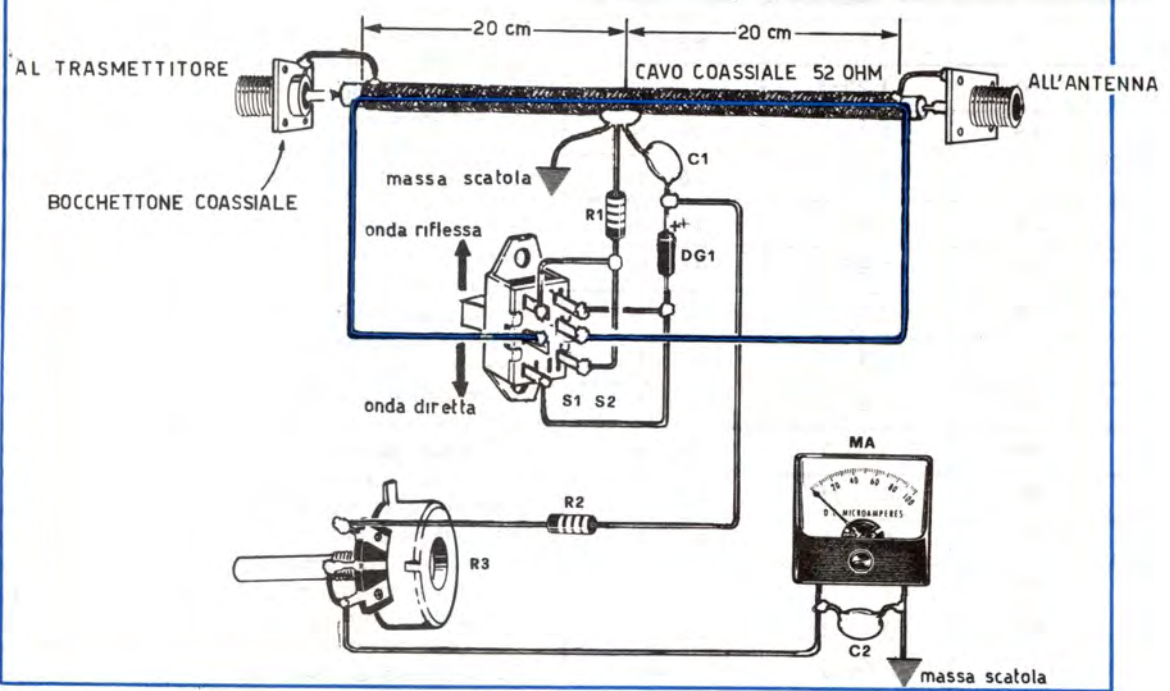 20 cm
20 cm
AL TRASMETTITORE
CAVO COASSIALE 52 OHM
ALL'ANTENNA
BOCCHETTONE COASSIALE
massa scatola
C1
R1
++
DG1
onda riflessa
onda diretta
S1 S2
MA
0 20 40 60 80 100
MICROAMPERES
R2
R3
C2
massa scatola